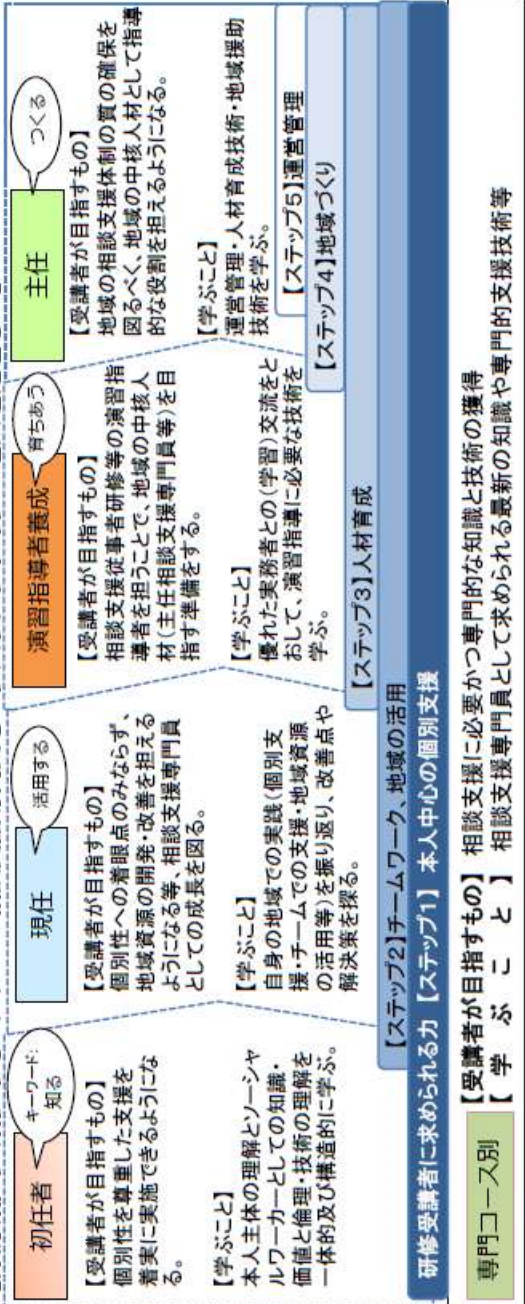 初任者
キーワード:
知る
【受講者が目指すもの】
個別性を尊重した支援を
着実に実施できるようにな
る。
【学ぶこと】
本人主体の理解とソーシャ
ルワーカーとしての知識・
価値と倫理・技術の理解を
一体的及び構造的に学ぶ。
現任
活用する
【受講者が目指すもの】
個別性への着眼点のみならず、
地域資源の開発・改善を担える
ようになる等、相談支援専門員
としての成長を図る。
【学ぶこと】
自身の地域での実践(個別支
援・チームでの支援・地域資源
の活用等)を振り返り、改善点や
解決策を探る。
演習指導者養成
育ちあう
【受講者が目指すもの】
相談支援従事者研修等の演習指
導者を担うことで、地域の中核人
材(主任相談支援専門員等)を目
指す準備をする。
【学ぶこと】
優れた実務者との(学習)交流をと
おして、演習指導に必要な技術を
学ぶ。
主任
つくる
【受講者が目指すもの】
地域の相談支援体制の質の確保を
図るべく、地域の中核人材として指導
的な役割を担えるようになる。
【学ぶこと】
運営管理・人材育成技術・地域援助
技術を学ぶ。
【ステップ5】運営管理
【ステップ4】地域づくり
【ステップ3】人材育成
【ステップ2】チームワーク、地域の活用
研修受講者に求められる力 【ステップ1】 本人中心の個別支援
専門コース別
【受講者が目指すもの】 相談支援に必要かつ専門的な知識と技術の獲得
【 学 ぶ こ と 】 相談支援専門員として求められる最新の知識や専門的支援技術等